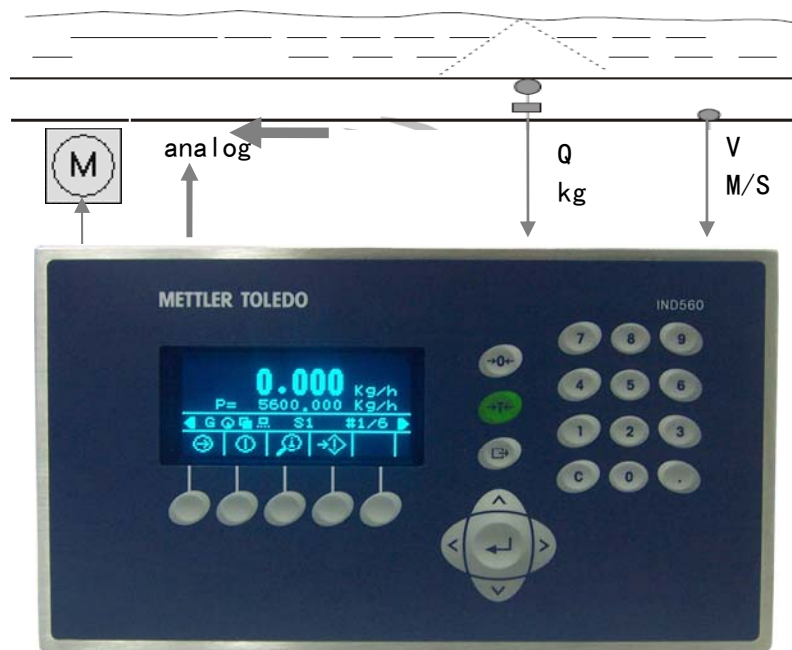 M
analog
Q
kg
V
M/S
METTLER TOLEDO
IND560
0.000 Kg/h
P= 5600.000 Kg/h
G S1 #1/6
→0←
→T←
7 8 9
4 5 6
1 2 3
C 0 .